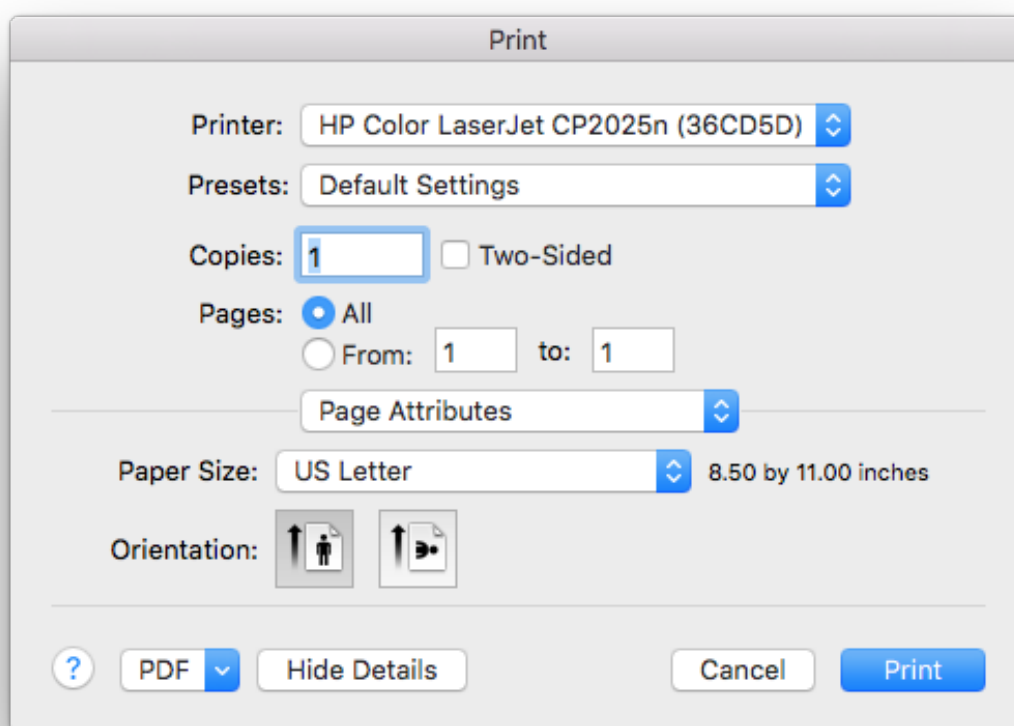 Print
Printer: HP Color LaserJet CP2025n (36CD5D)
Presets: Default Settings
Copies: 1 Two-Sided
Pages: All
From: 1 to: 1
Page Attributes
Paper Size: US Letter 8.50 by 11.00 inches
Orientation:
? PDF Hide Details Cancel Print